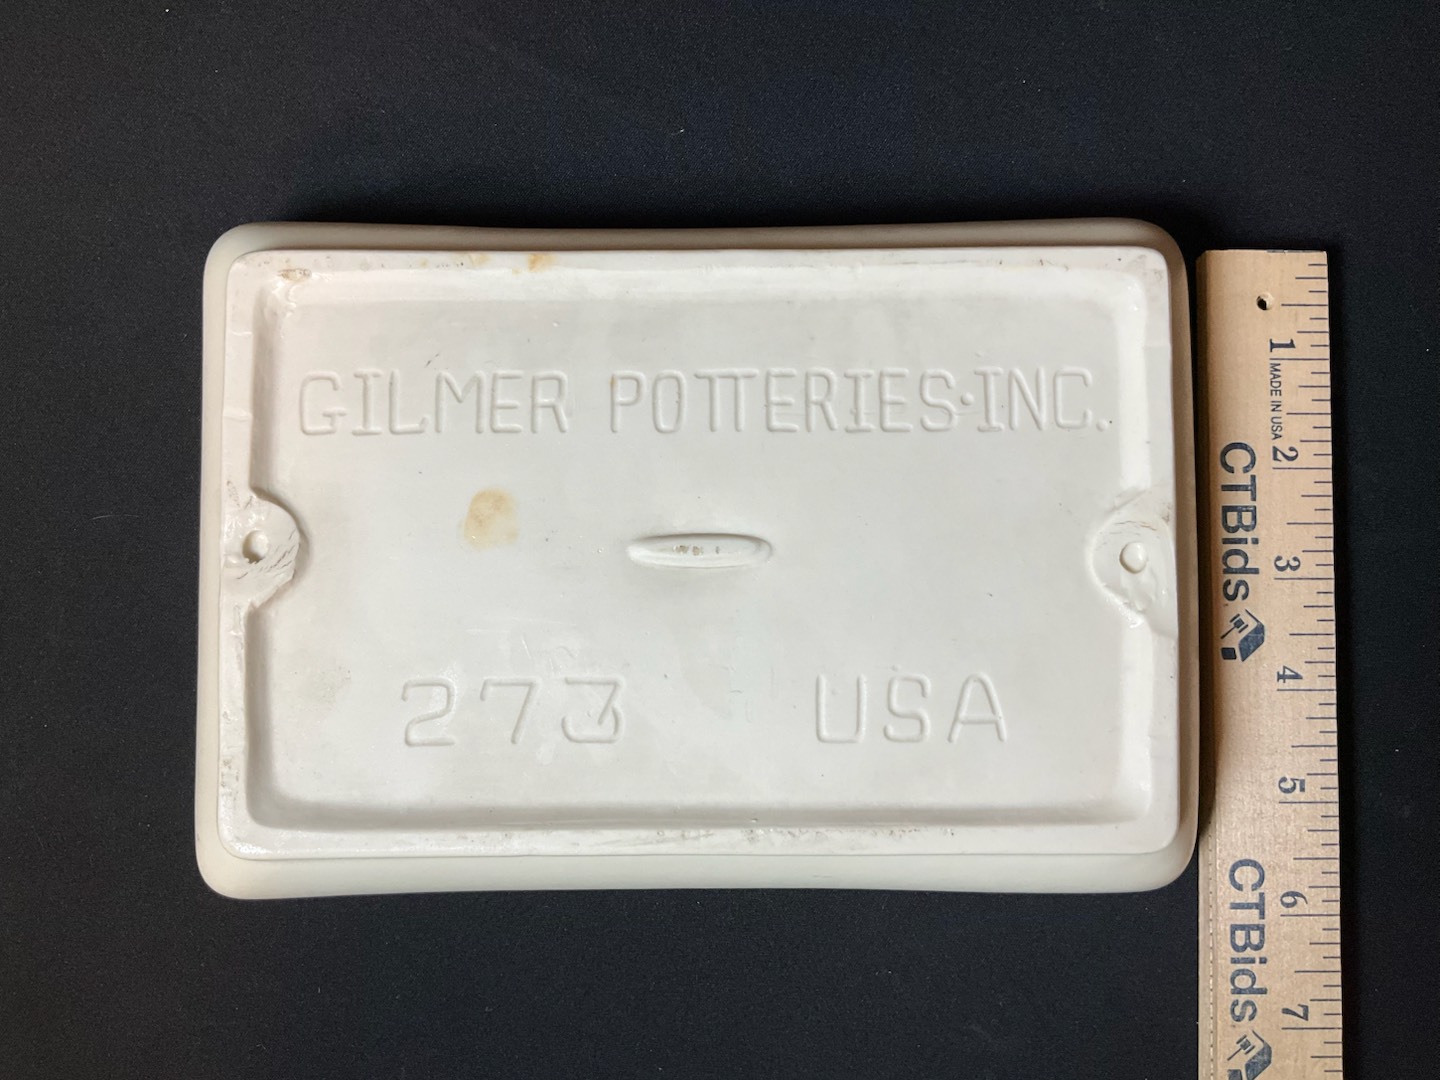 GILMER POTTERIES·INC.
273 USA
1 MADE IN USA 2 3 4 5 6 7
CTBids
CTBids